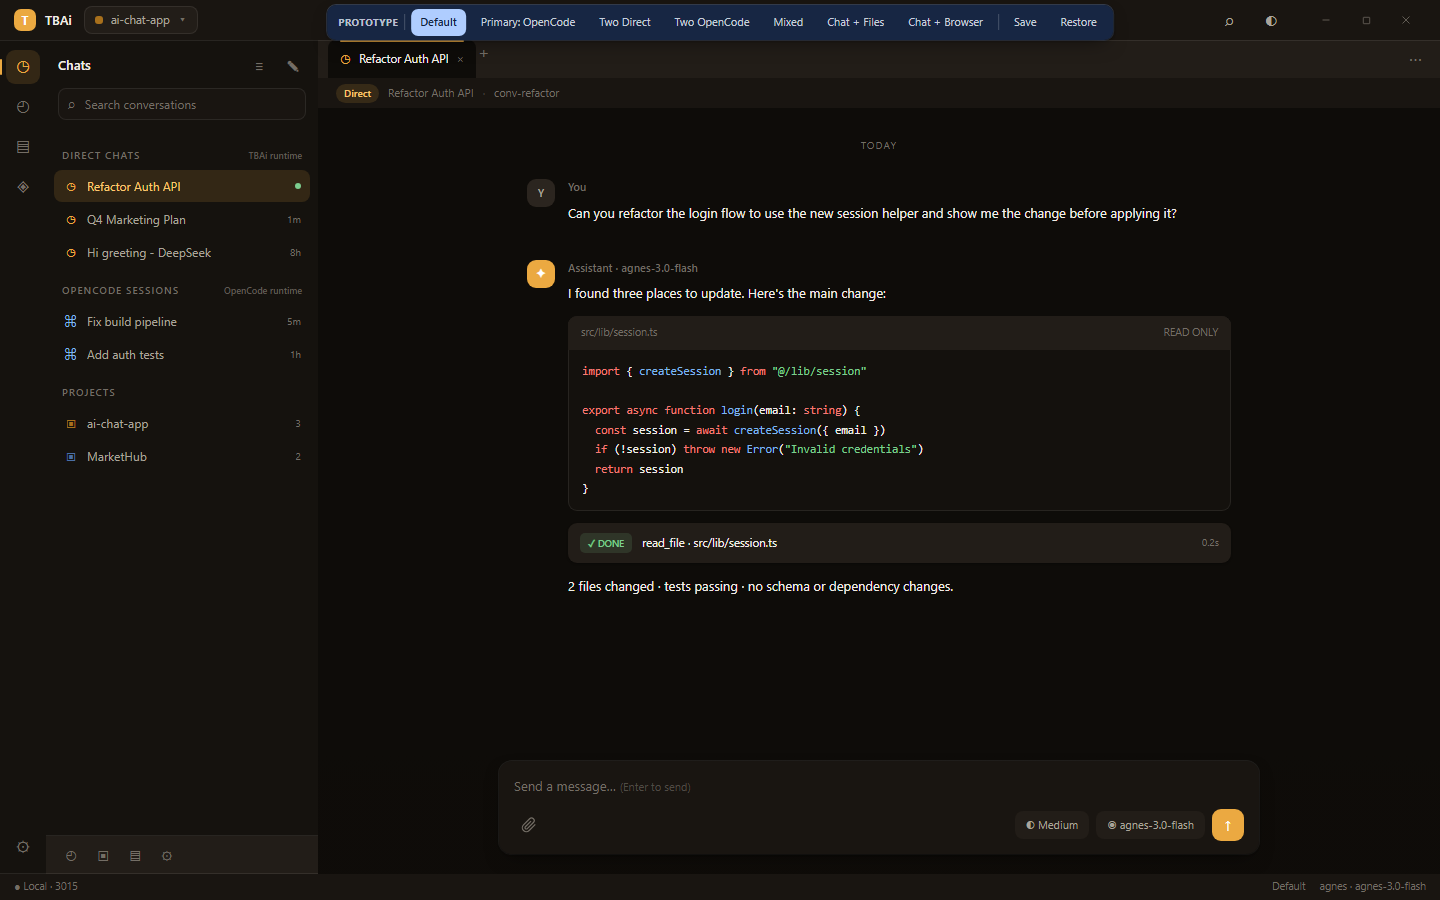 T TBAi ai-chat-app
PROTOTYPE Default Primary: OpenCode Two Direct Two OpenCode Mixed Chat + Files Chat + Browser Save Restore
Chats
Search conversations
DIRECT CHATS TBAi runtime
Refactor Auth API
Q4 Marketing Plan 1m
Hi greeting - DeepSeek 8h
OPENCODE SESSIONS OpenCode runtime
Fix build pipeline 5m
Add auth tests 1h
PROJECTS
ai-chat-app 3
MarketHub 2
Refactor Auth API × +
Direct Refactor Auth API · conv-refactor
TODAY
Y You
Can you refactor the login flow to use the new session helper and show me the change before applying it?
Assistant · agnes-3.0-flash
I found three places to update. Here's the main change:
src/lib/session.ts READ ONLY
import { createSession } from "@/lib/session"
export async function login(email: string) {
const session = await createSession({ email })
if (!session) throw new Error("Invalid credentials")
return session
}
✓ DONE read_file · src/lib/session.ts 0.2s
2 files changed · tests passing · no schema or dependency changes.
Send a message... (Enter to send)
Medium agnes-3.0-flash
● Local · 3015 Default agnes · agnes-3.0-flash